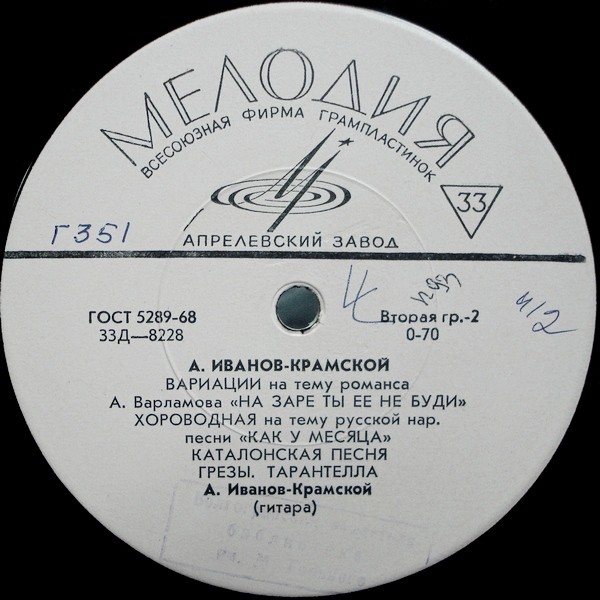 МЕЛОДИЯ
ВСЕСОЮЗНАЯ ФИРМА ГРАМПЛАСТИНОК
33
Г351
АПРЕЛЕВСКИЙ ЗАВОД
ГОСТ 5289-68
33Д—8228
Вторая гр.-2
0-70
А. ИВАНОВ-КРАМСКОЙ
ВАРИАЦИИ на тему романса
А. Варламова «НА ЗАРЕ ТЫ ЕЕ НЕ БУДИ»
ХОРОВОДНАЯ на тему русской нар.
песни «КАК У МЕСЯЦА»
КАТАЛОНСКАЯ ПЕСНЯ
ГРЕЗЫ. ТАРАНТЕЛЛА
А. Иванов-Крамской
(гитара)